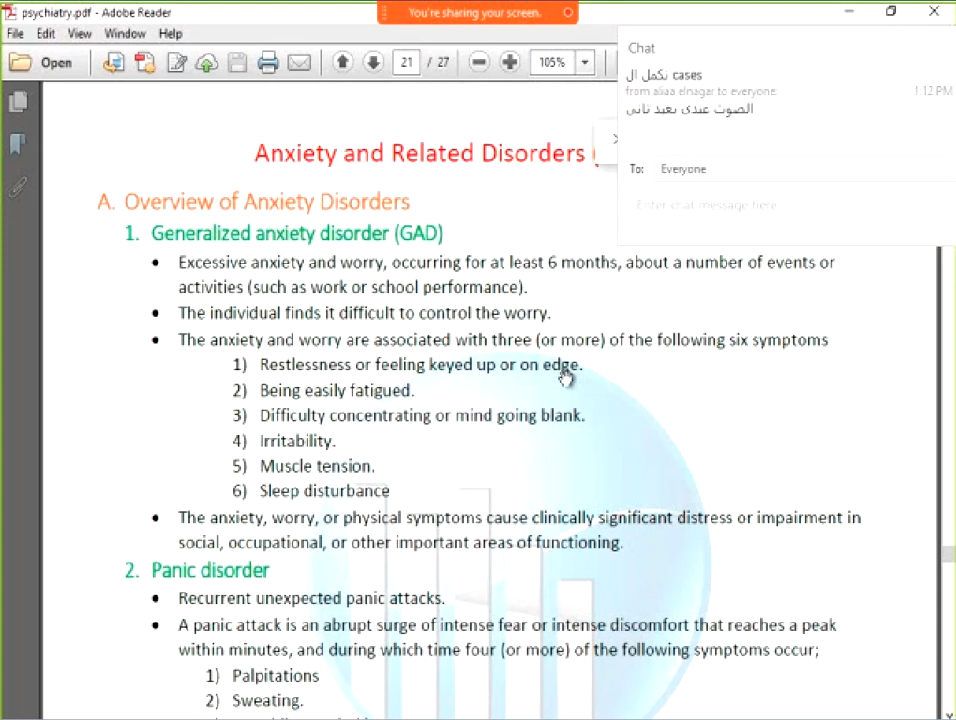 psychiatry.pdf - Adobe Reader
You're sharing your screen.
File Edit View Window Help
Open 21 / 27 105%
Chat
نكمل ال cases
from aliaa elnagar to everyone: 1:12 PM
الصوت عندى بعيد تانى
To: Everyone
Enter chat message here
Anxiety and Related Disorders
A. Overview of Anxiety Disorders
1. Generalized anxiety disorder (GAD)
• Excessive anxiety and worry, occurring for at least 6 months, about a number of events or
activities (such as work or school performance).
• The individual finds it difficult to control the worry.
• The anxiety and worry are associated with three (or more) of the following six symptoms
1) Restlessness or feeling keyed up or on edge.
2) Being easily fatigued.
3) Difficulty concentrating or mind going blank.
4) Irritability.
5) Muscle tension.
6) Sleep disturbance
• The anxiety, worry, or physical symptoms cause clinically significant distress or impairment in
social, occupational, or other important areas of functioning.
2. Panic disorder
• Recurrent unexpected panic attacks.
• A panic attack is an abrupt surge of intense fear or intense discomfort that reaches a peak
within minutes, and during which time four (or more) of the following symptoms occur;
1) Palpitations
2) Sweating.